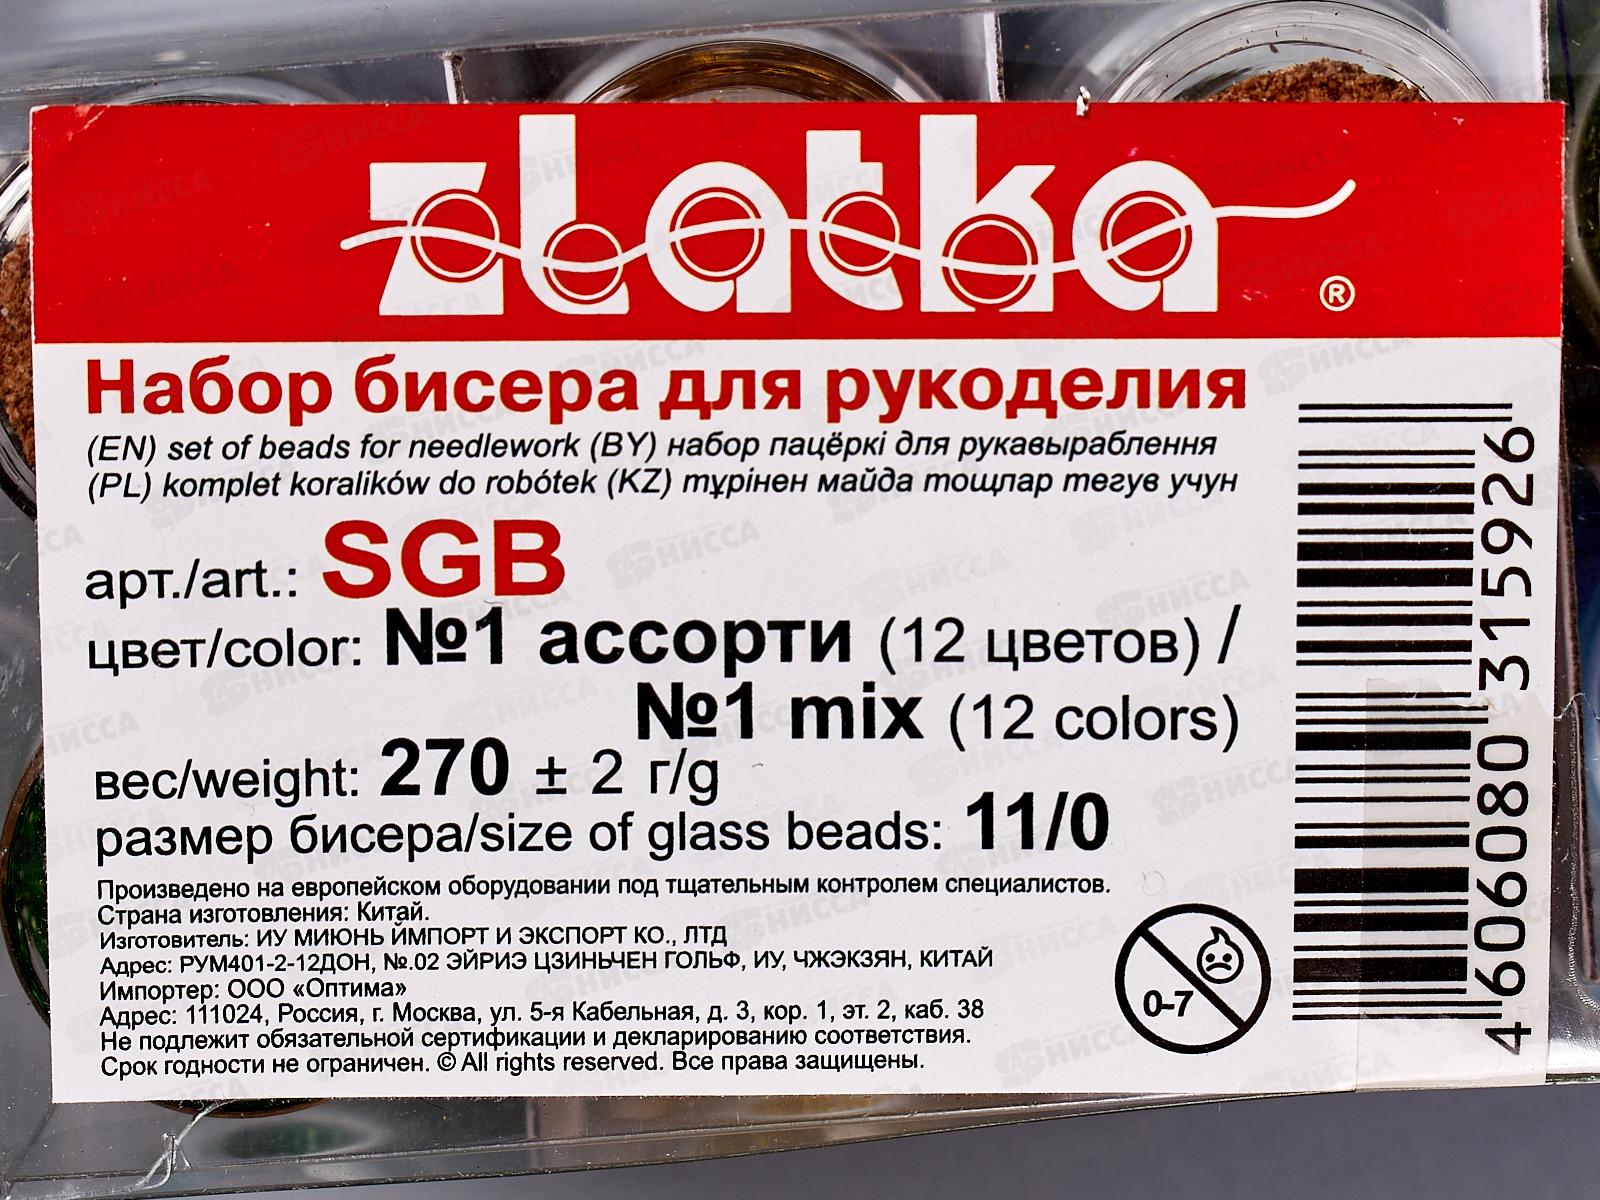 zlatka ®
Набор бисера для рукоделия
(EN) set of beads for needlework (BY) набор пацёркі для рукавыраблення
(PL) komplet koralików do robótek (KZ) түрінен майда тощлар тегув учун
арт./art.: SGB
цвет/color: №1 ассорти (12 цветов) /
№1 mix (12 colors)
вес/weight: 270 ± 2 г/g
размер бисера/size of glass beads: 11/0
Произведено на европейском оборудовании под тщательным контролем специалистов.
Страна изготовления: Китай.
Изготовитель: ИУ МИЮНЬ ЙМПОРТ И ЭКСПОРТ КО., ЛТД
Адрес: РУМ401-2-12ДОН, №.02 ЭЙРИЭ ЦЗИНЬЧЕН ГОЛЬФ, ИУ, ЧЖЭКЗЯН, КИТАЙ
Импортер: ООО «Оптима»
Адрес: 111024, Россия, г. Москва, ул. 5-я Кабельная, д. 3, кор. 1, эт. 2, каб. 38
Не подлежит обязательной сертификации и декларированию соответствия.
Срок годности не ограничен. © All rights reserved. Все права защищены.
0-7
4 606080 315926
НИССА